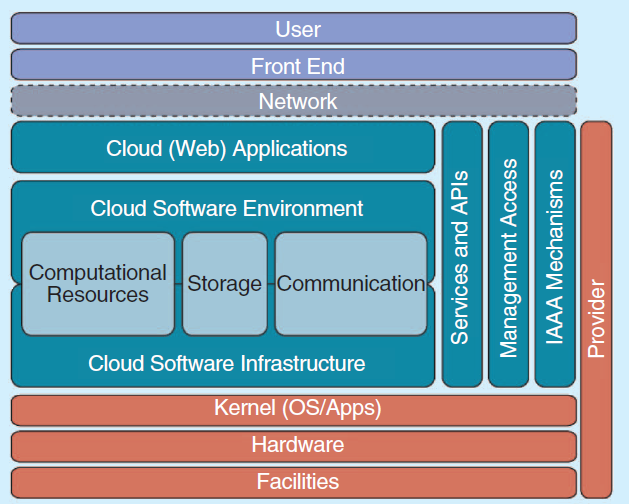 User
Front End
Network
Cloud (Web) Applications
Cloud Software Environment
Computational
Resources
Storage
Communication
Cloud Software Infrastructure
Services and APIs
Management Access
IAAA Mechanisms
Provider
Kernel (OS/Apps)
Hardware
Facilities